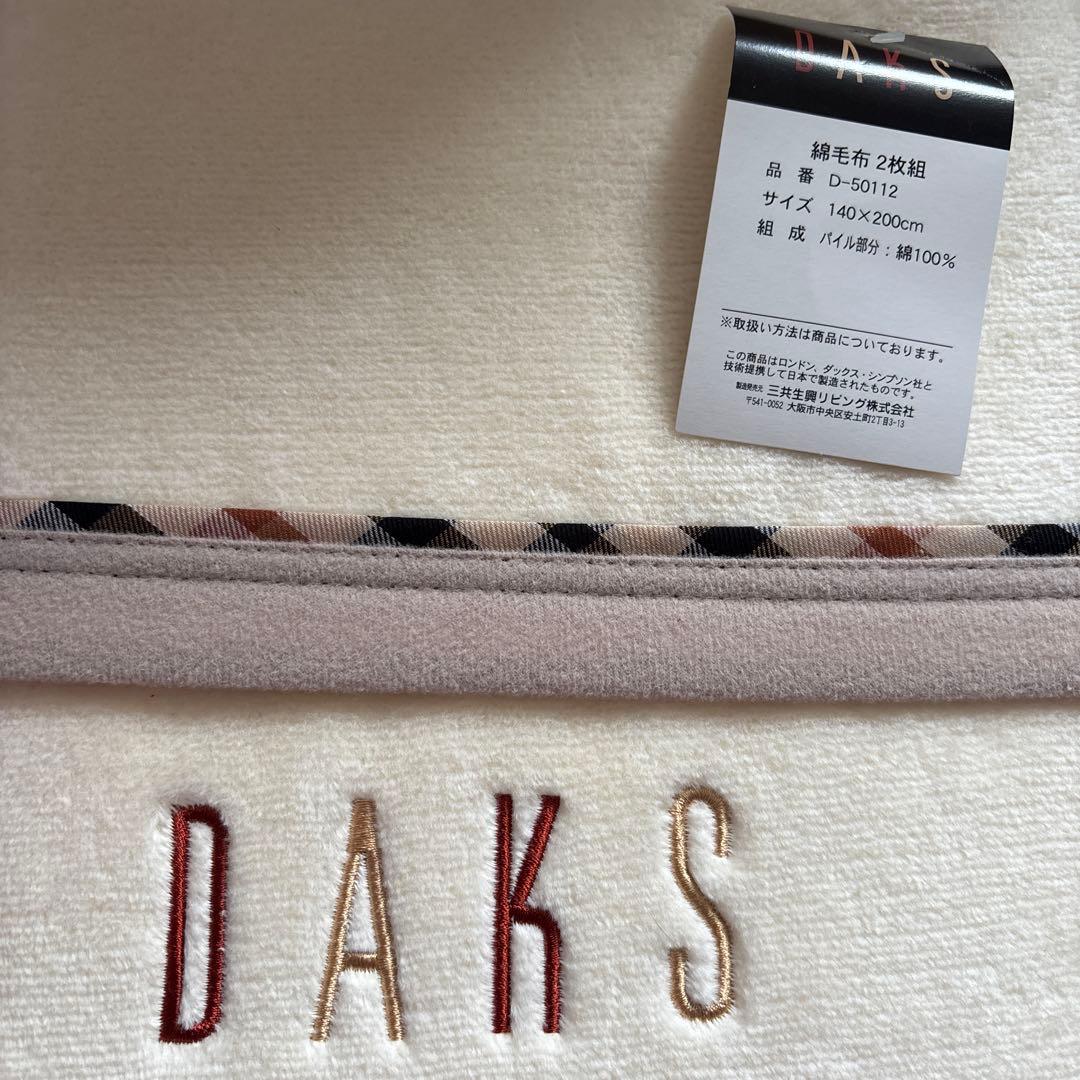 DAKS
綿毛布 2枚組
品 番 D-50112
サイズ 140×200cm
組 成 パイル部分：綿100%
※取扱い方法は商品についております。
この商品はロンドン、ダックス・シンプソン社と
技術提携して日本で製造されたものです。
製造発売元 三共生興リビング株式会社
〒541-0052 大阪市中央区安土町2丁目3-13
DAKS